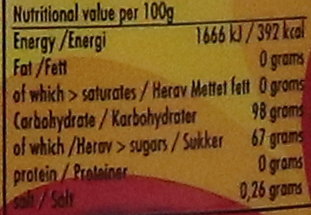 Nutritional value per 100g
Energy /Energi 1666 kJ / 392 kcal
Fat /Fett 0 grams
of which > saturates / Herav Mettet fett 0 grams
Carbohydrate / Karbohydrater 98 grams
of which /Herav > sugars / Sukker 67 grams
protein / Proteiner 0 grams
salt / Salt 0,26 grams